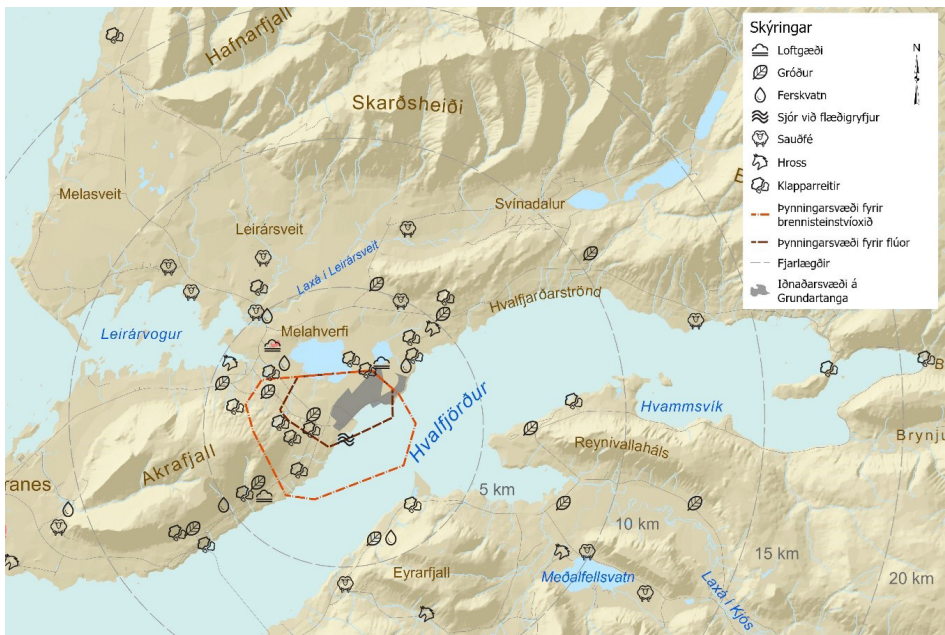 Hafnarfjall
Skarðsheiði
Melasveit
Svínadalur
Leirársveit
Laxá í Leirársveit
Hvalfjarðarströnd
Leirárvogur
Melahverfi
Hvalfjörður
Hvammsvík
Reynivallaháls
Brynju
Akrafjall
ranes
5 km
10 km
15 km
20 km
Eyrarfjall
Meðalfellsvatn
Laxá í Kjós
B
Skýringar
N
Loftgæði
Gróður
Ferskvatn
Sjór við flæðigryfjur
Sauðfé
Hross
Klapparreitir
Þynningarsvæði fyrir
brennisteinstvíoxið
Þynningarsvæði fyrir flúor
Fjarlægðir
Iðnaðarsvæði á
Grundartanga